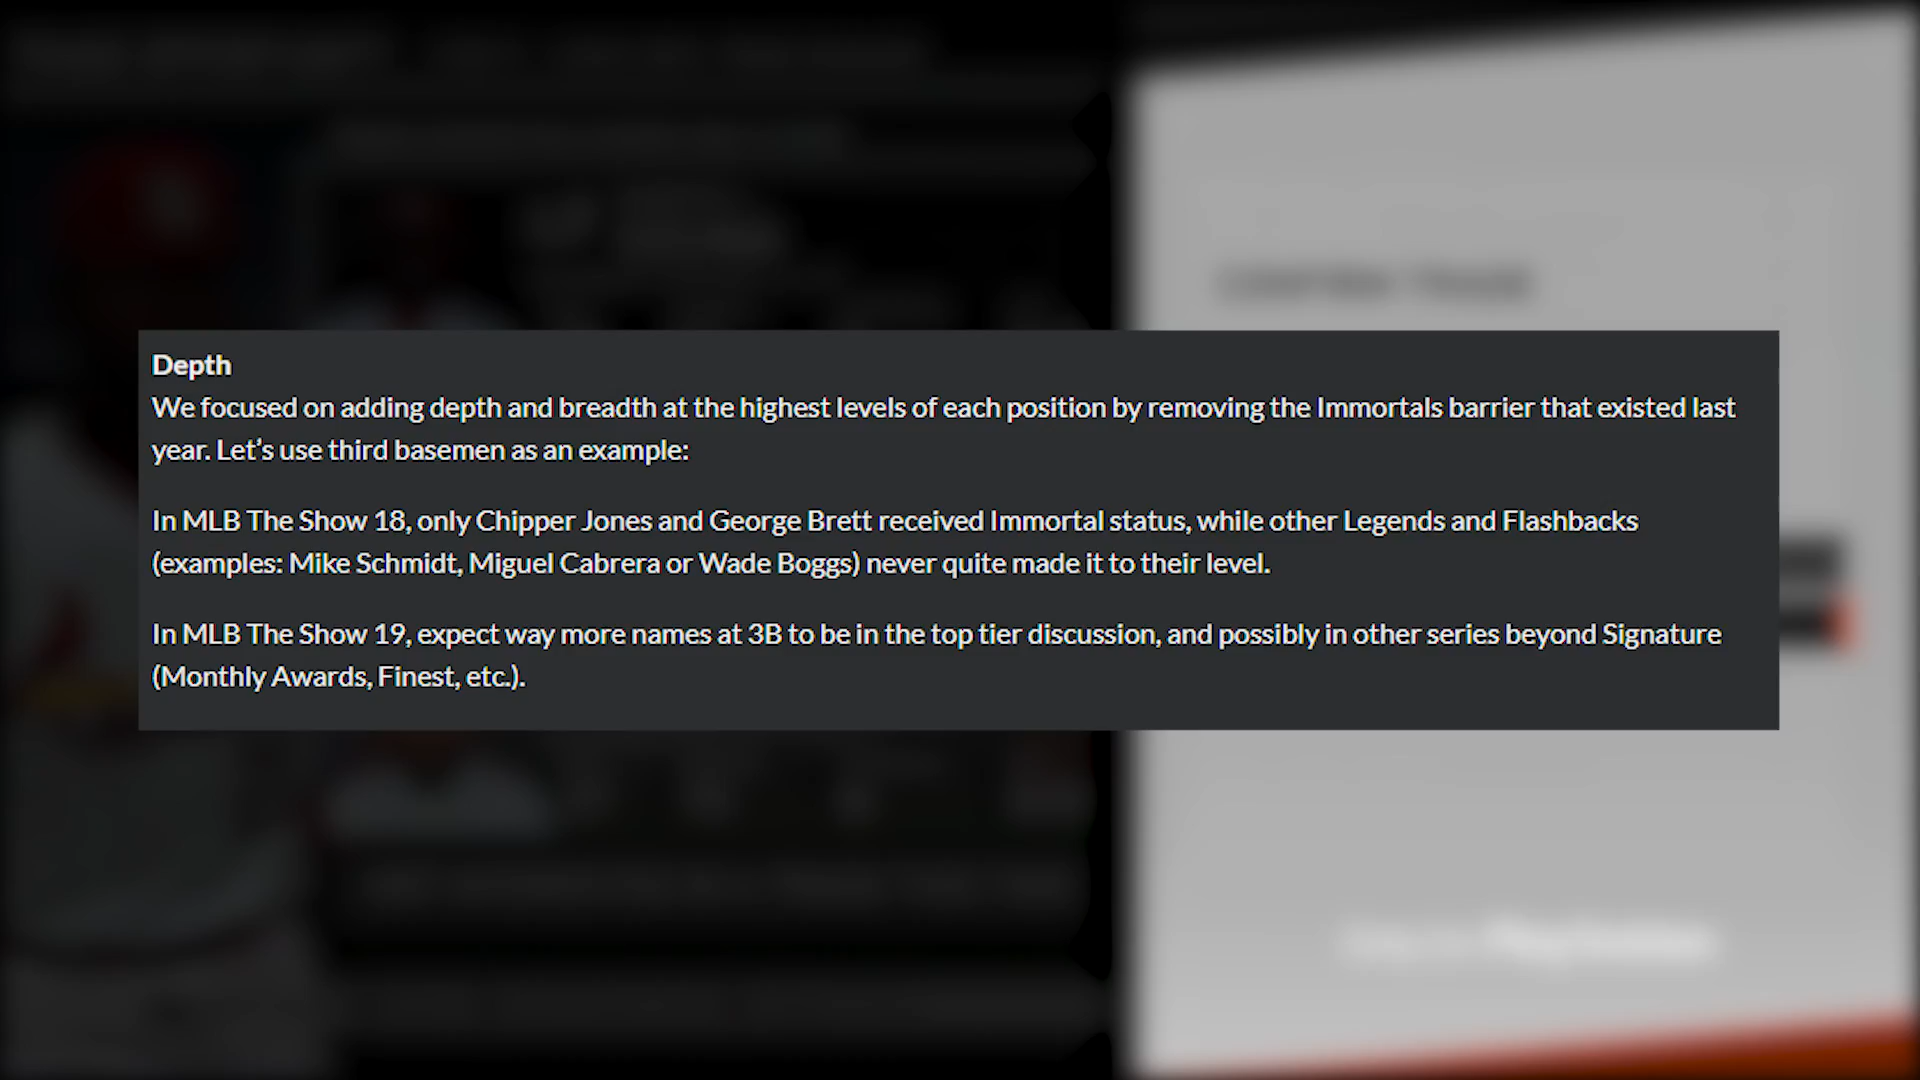 Depth
We focused on adding depth and breadth at the highest levels of each position by removing the Immortals barrier that existed last
year. Let’s use third basemen as an example:
In MLB The Show 18, only Chipper Jones and George Brett received Immortal status, while other Legends and Flashbacks
(examples: Mike Schmidt, Miguel Cabrera or Wade Boggs) never quite made it to their level.
In MLB The Show 19, expect way more names at 3B to be in the top tier discussion, and possibly in other series beyond Signature
(Monthly Awards, Finest, etc.).